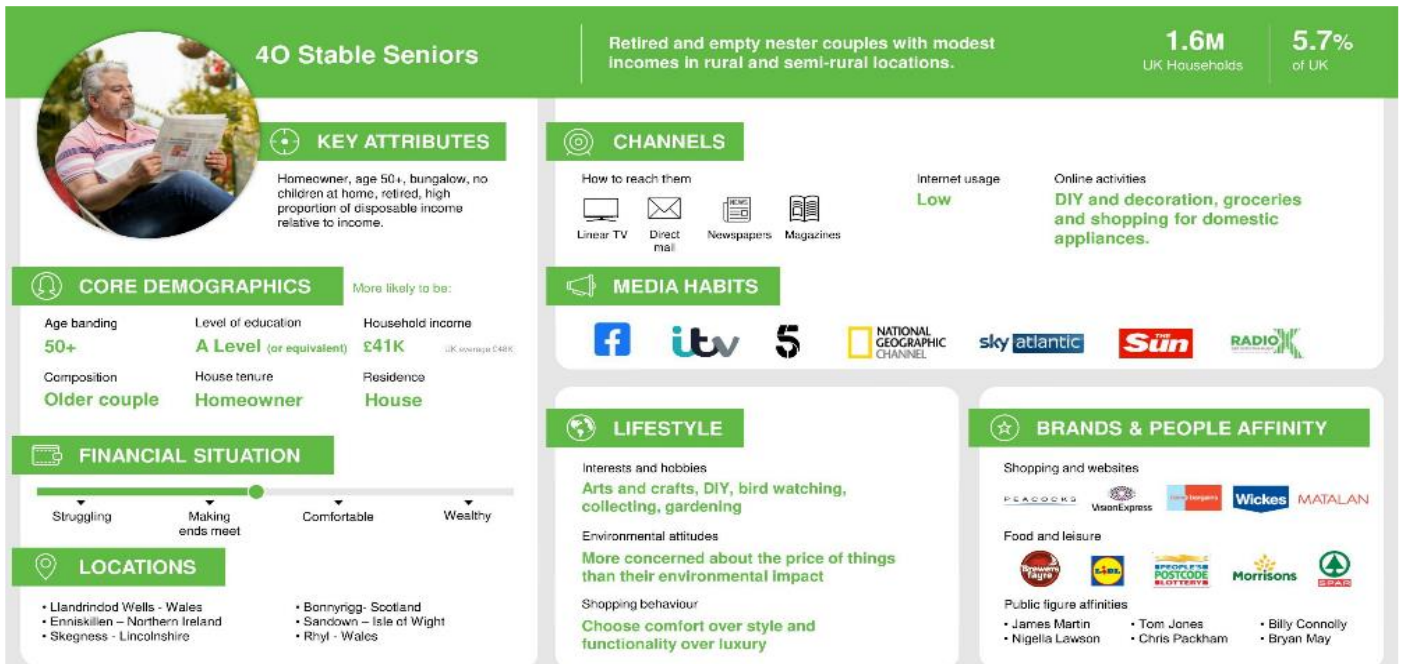 4O Stable Seniors
Retired and empty nester couples with modest
incomes in rural and semi-rural locations.
1.6M
UK Households
5.7%
of UK
KEY ATTRIBUTES
Homeowner, age 50+, bungalow, no
children at home, retired, high
proportion of disposable income
relative to income.
CORE DEMOGRAPHICS
More likely to be:
Age banding
50+
Level of education
A Level (or equivalent)
Household income
£41K
UK average £48K
Composition
Older couple
House tenure
Homeowner
Residence
House
FINANCIAL SITUATION
Struggling
Making
ends meet
Comfortable
Wealthy
LOCATIONS
• Llandrindod Wells - Wales
• Enniskillen – Northern Ireland
• Skegness - Lincolnshire
• Bonnyrigg- Scotland
• Sandown – Isle of Wight
• Rhyl - Wales
CHANNELS
How to reach them
NEWS
Linear TV
Direct
mail
Newspapers
Magazines
Internet usage
Low
Online activities
DIY and decoration, groceries
and shopping for domestic
appliances.
MEDIA HABITS
f
itv
5
NATIONAL
GEOGRAPHIC
CHANNEL
sky atlantic
THE
Sun
RADIO X
LIFESTYLE
Interests and hobbies
Arts and crafts, DIY, bird watching,
collecting, gardening
Environmental attitudes
More concerned about the price of things
than their environmental impact
Shopping behaviour
Choose comfort over style and
functionality over luxury
BRANDS & PEOPLE AFFINITY
Shopping and websites
PEACOCKS
VisionExpress
home bargains
Wickes
MATALAN
Food and leisure
Brewers
Fayre
LIDL
PEOPLE'S
POSTCODE
LOTTERY
Morrisons
SPAR
Public figure affinities
• James Martin
• Nigella Lawson
• Tom Jones
• Chris Packham
• Billy Connolly
• Bryan May